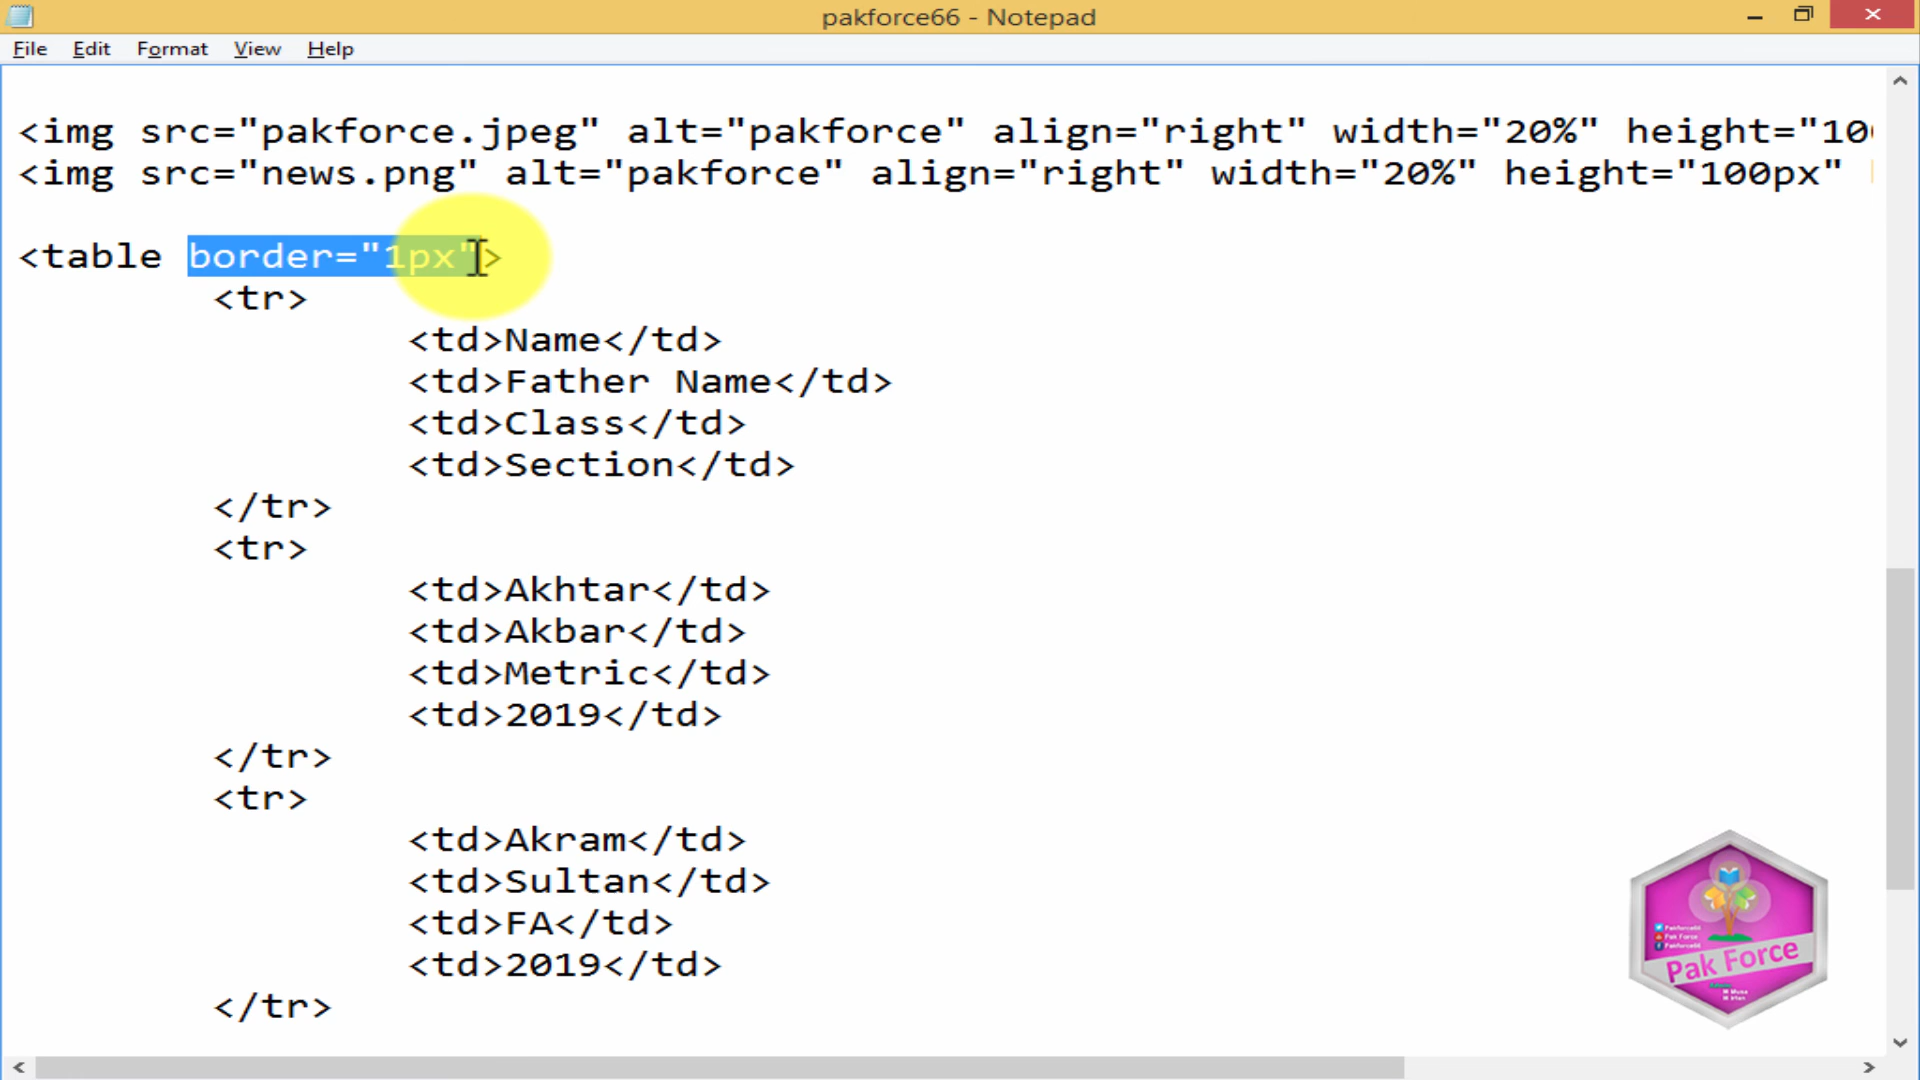 pakforce66 - Notepad
File Edit Format View Help
<img src="pakforce.jpeg" alt="pakforce" align="right" width="20%" height="10
<img src="news.png" alt="pakforce" align="right" width="20%" height="100px"
<table border="1px">
<tr>
<td>Name</td>
<td>Father Name</td>
<td>Class</td>
<td>Section</td>
</tr>
<tr>
<td>Akhtar</td>
<td>Akbar</td>
<td>Metric</td>
<td>2019</td>
</tr>
<tr>
<td>Akram</td>
<td>Sultan</td>
<td>FA</td>
<td>2019</td>
</tr>
Pakforce66
Pak Force
Pakforce66
Pak Force